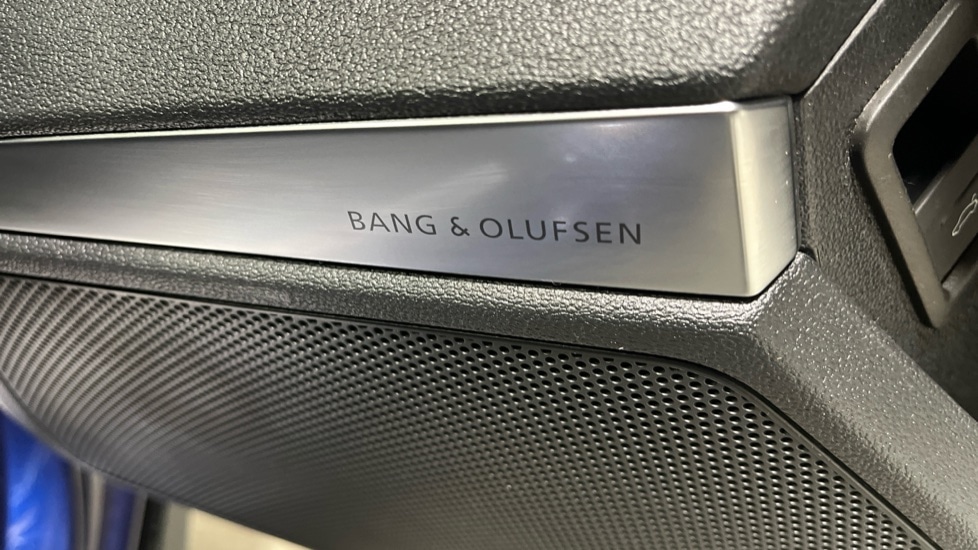 BANG & OLUFSEN